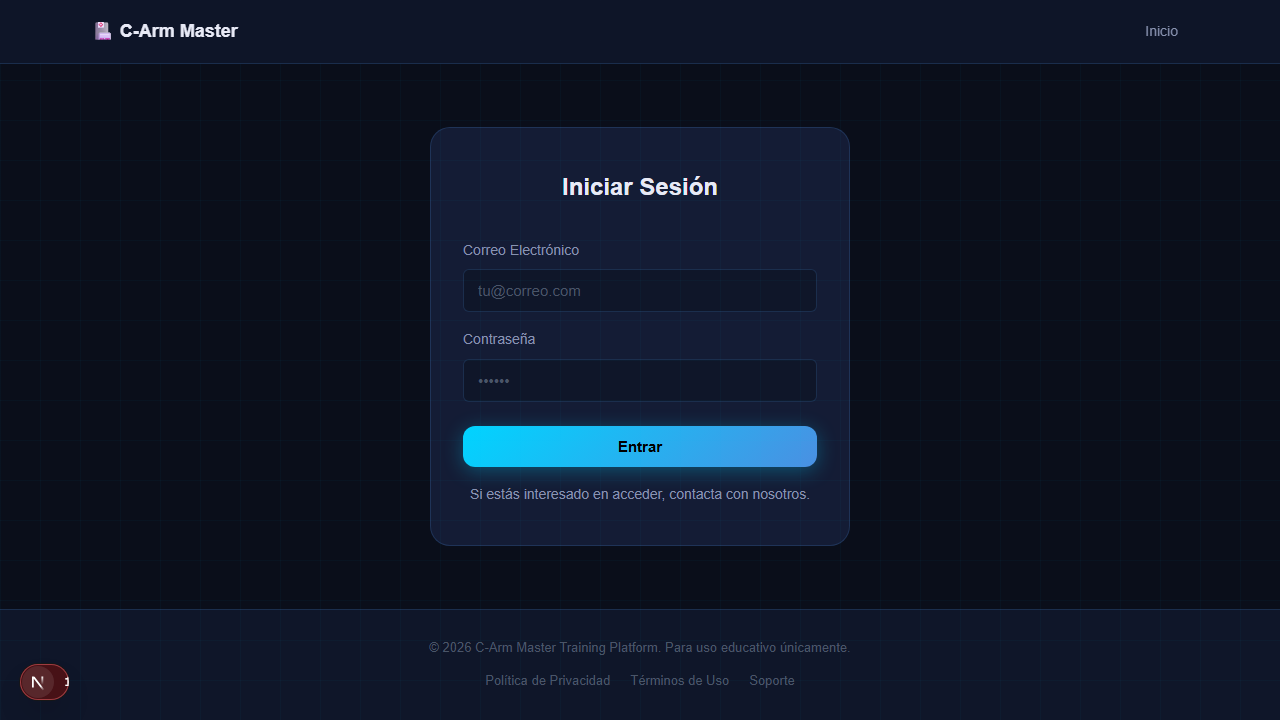 C-Arm Master
Inicio
Iniciar Sesión
Correo Electrónico
tu@correo.com
Contraseña
••••••
Entrar
Si estás interesado en acceder, contacta con nosotros.
© 2026 C-Arm Master Training Platform. Para uso educativo únicamente.
Política de Privacidad Términos de Uso Soporte
N